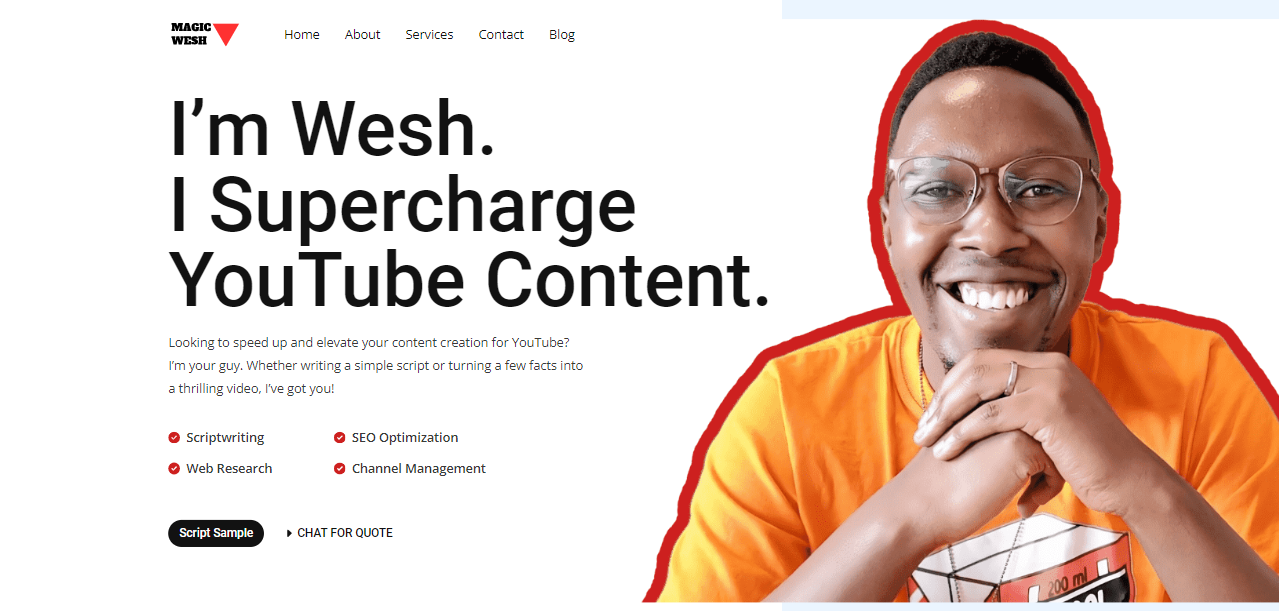 MAGIC
WESH
Home About Services Contact Blog
I’m Wesh.
I Supercharge
YouTube Content.
Looking to speed up and elevate your content creation for YouTube?
I’m your guy. Whether writing a simple script or turning a few facts into
a thrilling video, I’ve got you!
Scriptwriting SEO Optimization
Web Research Channel Management
Script Sample CHAT FOR QUOTE
200 ml